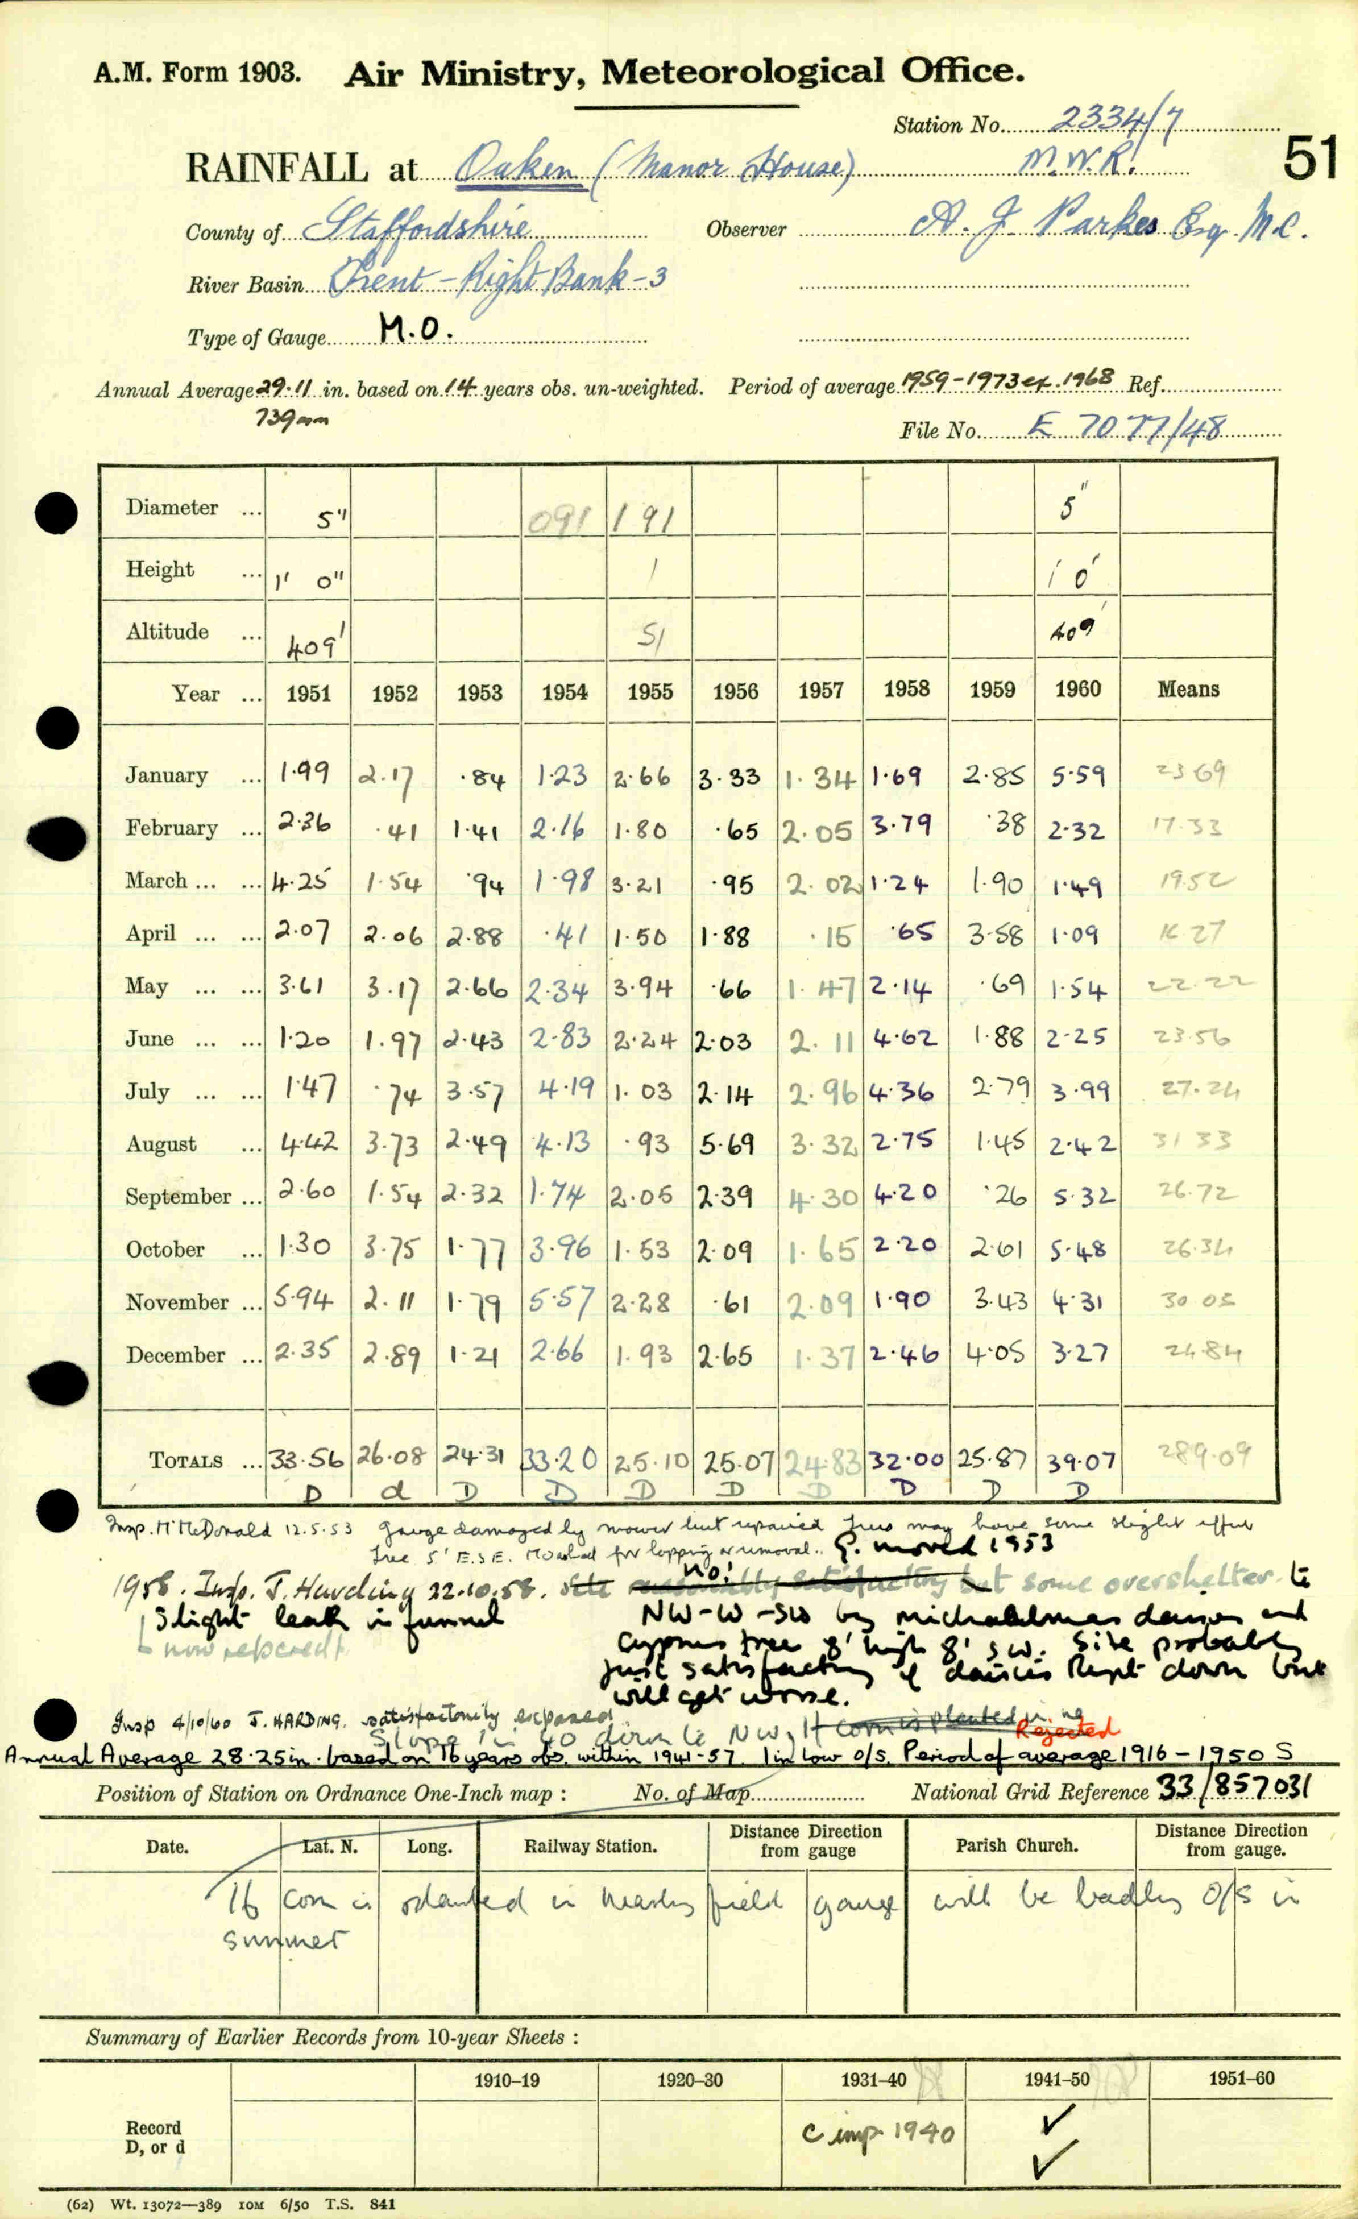 A.M. Form 1903. Air Ministry, Meteorological Office.
Station No. 2334/7
51
RAINFALL at Oaken (Manor House) M.W.R.
County of Staffordshire Observer A. J. Parkes Esq. M.C.
River Basin Trent - Right Bank - 3
Type of Gauge M.O.
Annual Average 29.11 in. based on 14 years obs. un-weighted. Period of average 1959-1973 ex. 1968 Ref.
739mm
File No. E 7077/48
Diameter ... 5" 091 191 5"
Height ... 1' 0" 1 1' 0'
Altitude ... 409' 51 409'
Year ... 1951 1952 1953 1954 1955 1956 1957 1958 1959 1960 Means
January ... 1.99 2.17 .84 1.23 2.66 3.33 1.34 1.69 2.85 5.59 23 69
February ... 2.36 .41 1.41 2.16 1.80 .65 2.05 3.79 .38 2.32 17.33
March ... ... 4.25 1.54 .94 1.98 3.21 .95 2.02 1.24 1.90 1.49 19.52
April ... ... 2.07 2.06 2.88 .41 1.50 1.88 .15 .65 3.58 1.09 16 27
May ... ... 3.61 3.17 2.66 2.34 3.94 .66 1.47 2.14 .69 1.54 22.22
June ... ... 1.20 1.97 2.43 2.83 2.24 2.03 2.11 4.62 1.88 2.25 23.56
July ... ... 1.47 .74 3.57 4.19 1.03 2.14 2.96 4.36 2.79 3.99 27.24
August ... 4.42 3.73 2.49 4.13 .93 5.69 3.32 2.75 1.45 2.42 31 33
September ... 2.60 1.54 2.32 1.74 2.05 2.39 4.30 4.20 .26 5.32 26.72
October ... 1.30 3.75 1.77 3.96 1.53 2.09 1.65 2.20 2.61 5.48 26.34
November ... 5.94 2.11 1.79 5.57 2.28 .61 2.09 1.90 3.43 4.31 30 03
December ... 2.35 2.89 1.21 2.66 1.93 2.65 1.37 2.46 4.05 3.27 24.84
TOTALS ... 33.56 26.08 24.31 33.20 25.10 25.07 24.83 32.00 25.87 39.07 289.09
D d D D D D D D D D
Insp. H McDonald 12.5.53 gauge damaged by mower but repaired Trees may have some slight effect
Tree 5' E.S.E. marked for lopping or removal. G. moved 1953
No!
1958. Insp. J. Harding 22.10.58. Site reasonably satisfactory but some overshelter to
Slight leak in funnel NW-W-SW by michaelmas daisies and
now repaired cypress tree 8' high 8' SW. Site probably
just satisfactory if daisies kept down but
will get worse.
Insp 4/10/60 J. HARDING. satisfactorily exposed
Slope 1 in 40 down to NW. If corn is planted in ng Rejected
Annual Average 28.25 in. based on 16 years obs. within 1941-57. 1 in low o/s. Period of average 1916-1950 S
Position of Station on Ordnance One-Inch map : No. of Map National Grid Reference 33/857031
Date. Lat. N. Long. Railway Station. Distance Direction from gauge Parish Church. Distance Direction from gauge.
If corn is planted in nearby field gauge will be badly o/s in
summer
Summary of Earlier Records from 10-year Sheets :
1910–19 1920–30 1931–40 1941–50 1951–60
Record C imp 1940 ✓
D, or d ✓
(62) Wt. 13072—389 10M 6/50 T.S. 841